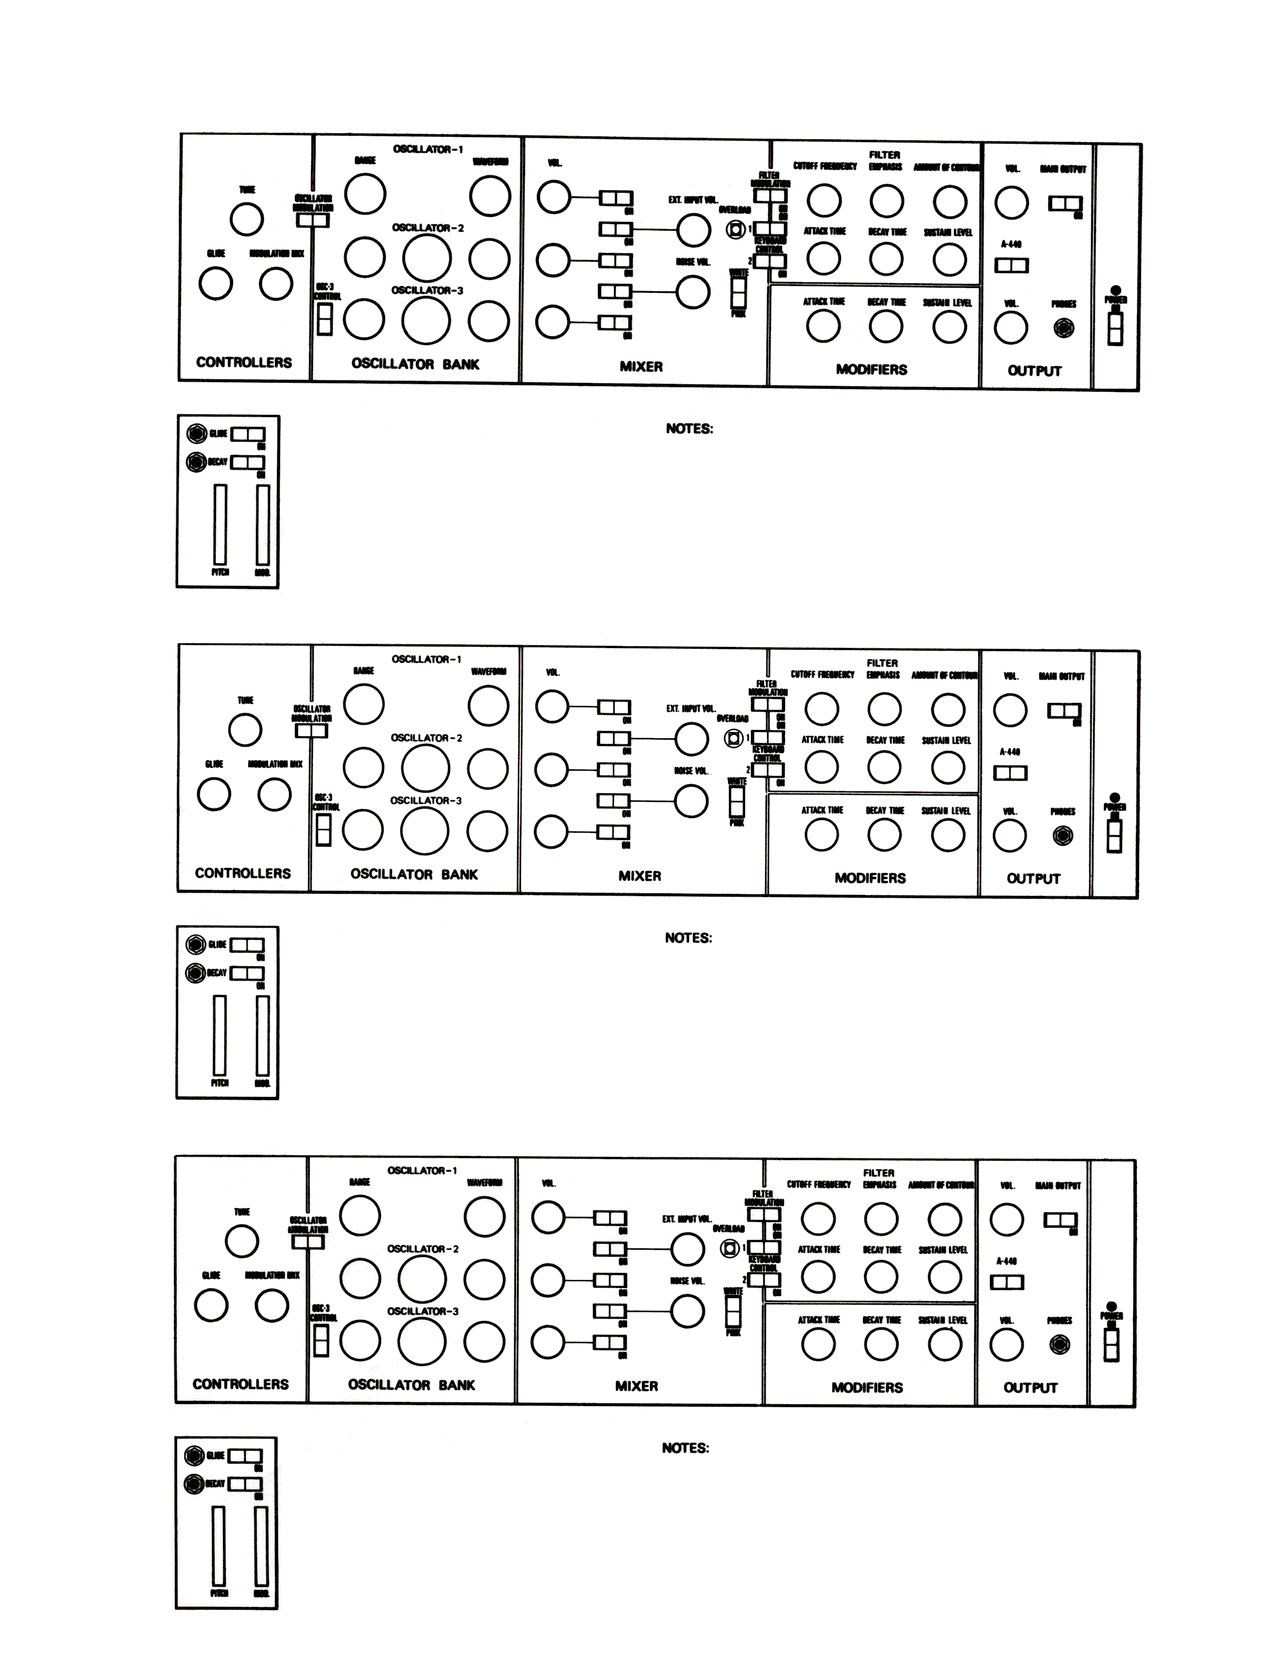 OSCILLATOR-1
RANGE WAVEFORM VOL.
FILTER
CUTOFF FREQUENCY EMPHASIS AMOUNT OF CONTOUR VOL. MAIN OUTPUT
TUNE OSCILLATOR MODULATION
FILTER MODULATION
ON ON ON ON
EXT. INPUT VOL. OVERLOAD
OSCILLATOR-2
ON 1 KEYBOARD CONTROL
ATTACK TIME DECAY TIME SUSTAIN LEVEL A-440
GLIDE MODULATION MIX
NOISE VOL. 2 ON
ON WHITE
OSC-3 CONTROL
OSCILLATOR-3
ON PINK
ATTACK TIME DECAY TIME SUSTAIN LEVEL VOL. PHONES POWER ON
ON
CONTROLLERS OSCILLATOR BANK MIXER MODIFIERS OUTPUT
GLIDE ON
DECAY ON
PITCH MOD.
NOTES:
OSCILLATOR-1
RANGE WAVEFORM VOL.
FILTER
CUTOFF FREQUENCY EMPHASIS AMOUNT OF CONTOUR VOL. MAIN OUTPUT
TUNE OSCILLATOR MODULATION
FILTER MODULATION
ON ON ON ON
EXT. INPUT VOL. OVERLOAD
OSCILLATOR-2
ON 1 KEYBOARD CONTROL
ATTACK TIME DECAY TIME SUSTAIN LEVEL A-440
GLIDE MODULATION MIX
NOISE VOL. 2 ON
ON WHITE
OSC-3 CONTROL
OSCILLATOR-3
ON PINK
ATTACK TIME DECAY TIME SUSTAIN LEVEL VOL. PHONES POWER ON
ON
CONTROLLERS OSCILLATOR BANK MIXER MODIFIERS OUTPUT
GLIDE ON
DECAY ON
PITCH MOD.
NOTES:
OSCILLATOR-1
RANGE WAVEFORM VOL.
FILTER
CUTOFF FREQUENCY EMPHASIS AMOUNT OF CONTOUR VOL. MAIN OUTPUT
TUNE OSCILLATOR MODULATION
FILTER MODULATION
ON ON ON ON
EXT. INPUT VOL. OVERLOAD
OSCILLATOR-2
ON 1 KEYBOARD CONTROL
ATTACK TIME DECAY TIME SUSTAIN LEVEL A-440
GLIDE MODULATION MIX
NOISE VOL. 2 ON
ON WHITE
OSC-3 CONTROL
OSCILLATOR-3
ON PINK
ATTACK TIME DECAY TIME SUSTAIN LEVEL VOL. PHONES POWER ON
ON
CONTROLLERS OSCILLATOR BANK MIXER MODIFIERS OUTPUT
GLIDE ON
DECAY ON
PITCH MOD.
NOTES: